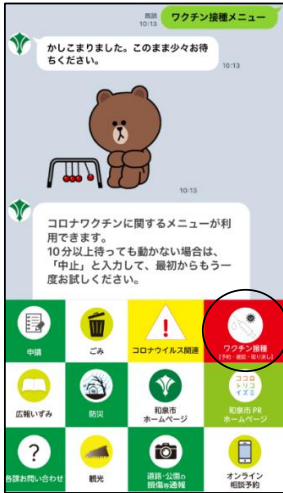 既読
10:13
ワクチン接種メニュー
かしこまりました。このまま少々お待
ちください。
10:13
10:13
コロナワクチンに関するメニューが利
用できます。
10分以上待っても動かない場合は、
「中止」と入力して、最初からもう一
度お試しください。
申請
ごみ
コロナウイルス関連
ワクチン接種
【予約・確認・取り消し】
広報いずみ
防災
和泉市
ホームページ
ココロ
トリコ
イズミ
和泉市 PR
ホームページ
?
各課お問い合わせ
観光
道路・公園の
損傷等通報
オンライン
相談予約